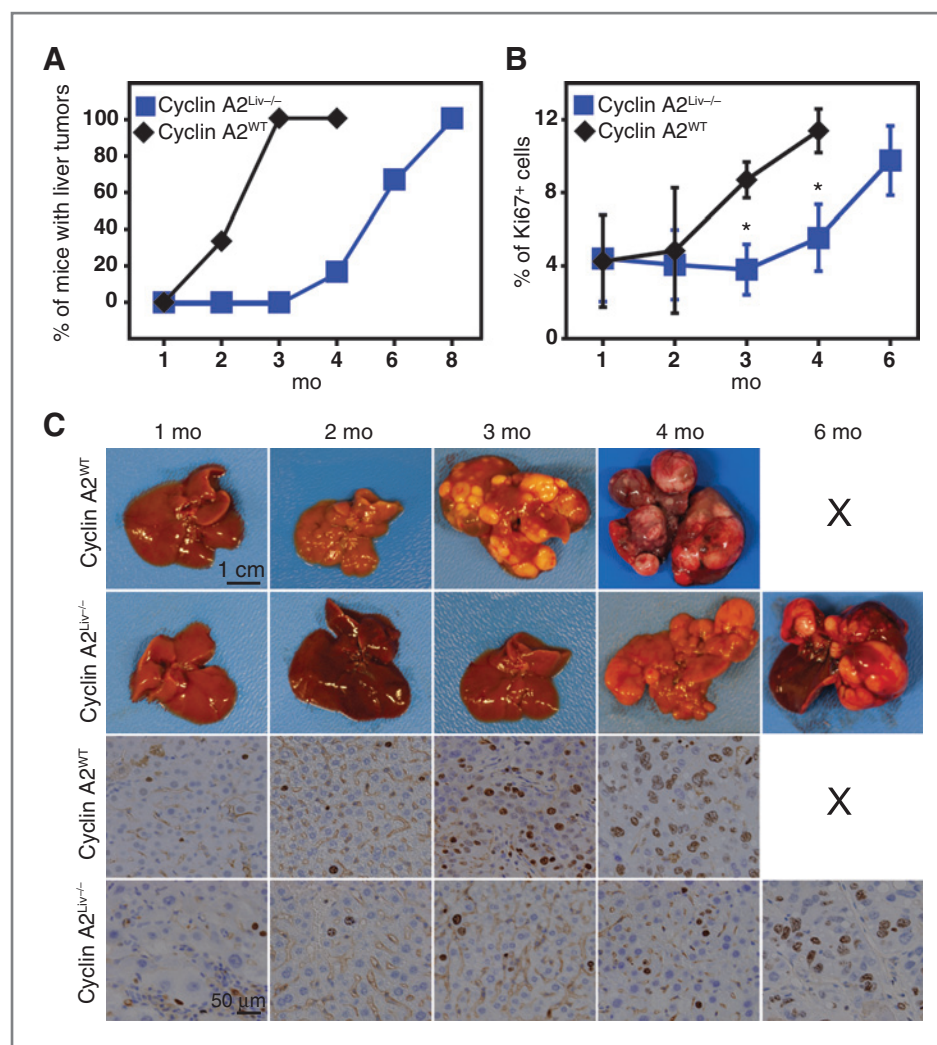 A
% of mice with liver tumors
Cyclin A2Liv–/–
Cyclin A2WT
100
80
60
40
20
0
1 2 3 4 6 8
mo
B
% of Ki67+ cells
Cyclin A2Liv–/–
Cyclin A2WT
12
8
4
0
*
*
1 2 3 4 6
mo
C
1 mo 2 mo 3 mo 4 mo 6 mo
Cyclin A2WT
1 cm
X
Cyclin A2Liv–/–
Cyclin A2WT
X
Cyclin A2Liv–/–
50 μm